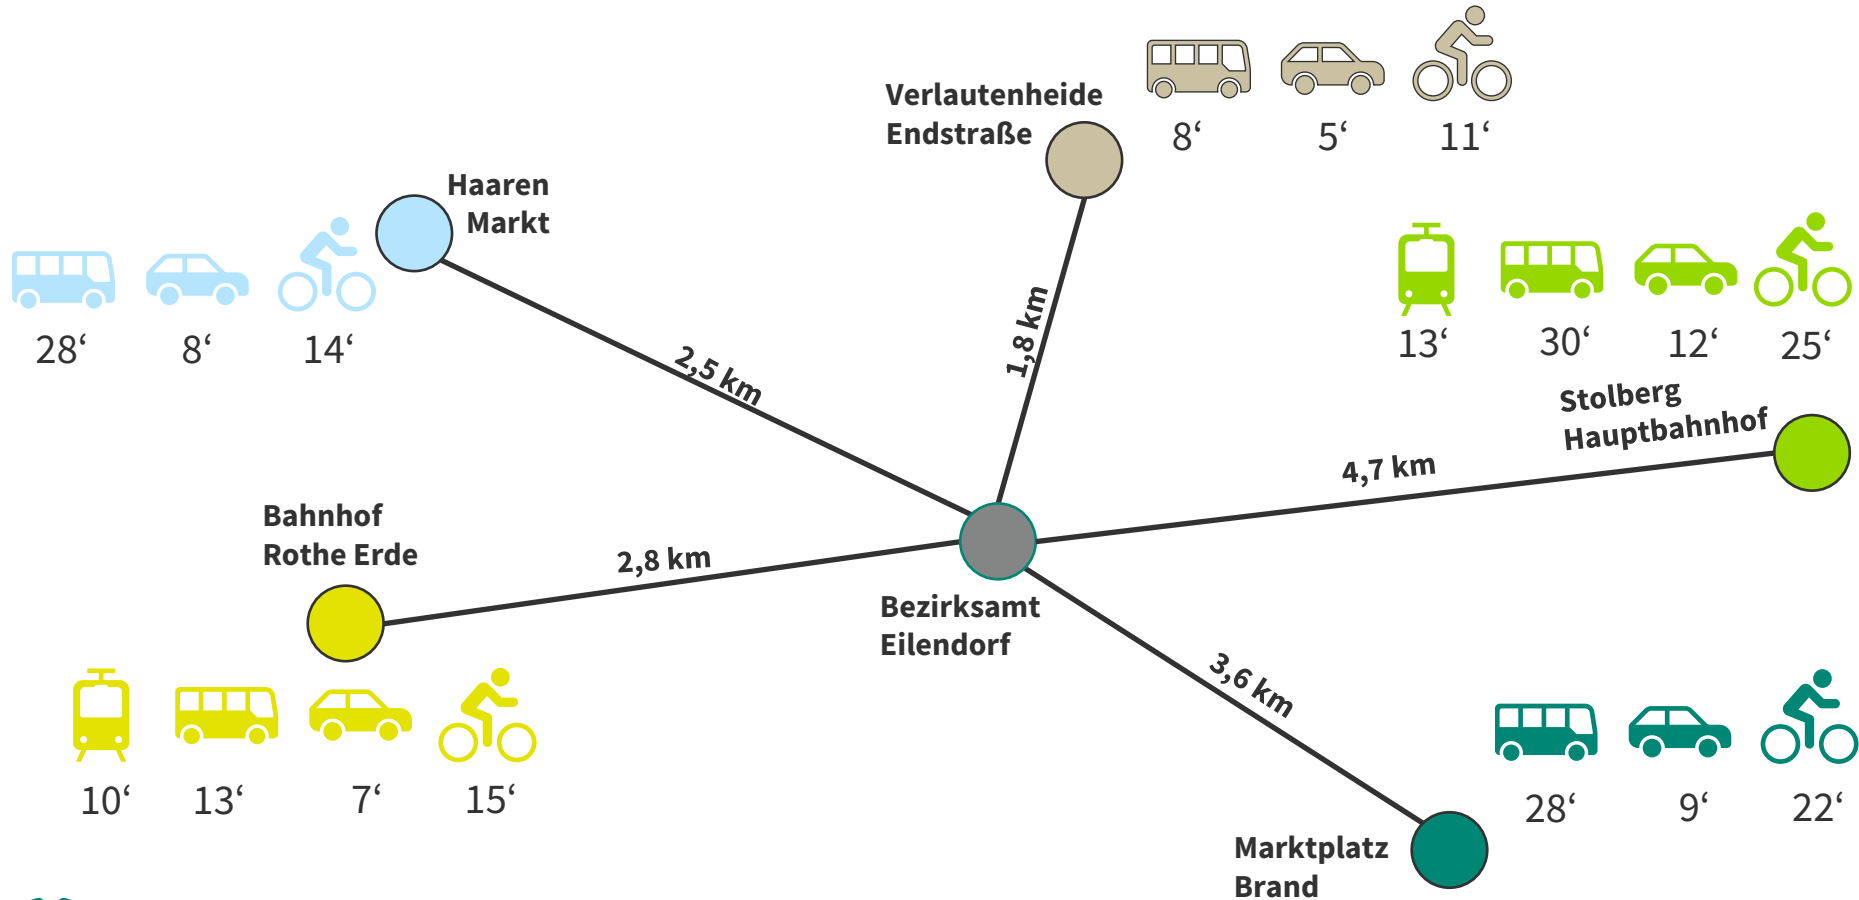 Verlautenheide
Endstraße
8‘ 5‘ 11‘
Haaren
Markt
28‘ 8‘ 14‘
2,5 km
1,8 km
13‘ 30‘ 12‘ 25‘
Stolberg
Hauptbahnhof
4,7 km
Bahnhof
Rothe Erde
2,8 km
10‘ 13‘ 7‘ 15‘
Bezirksamt
Eilendorf
3,6 km
28‘ 9‘ 22‘
Marktplatz
Brand